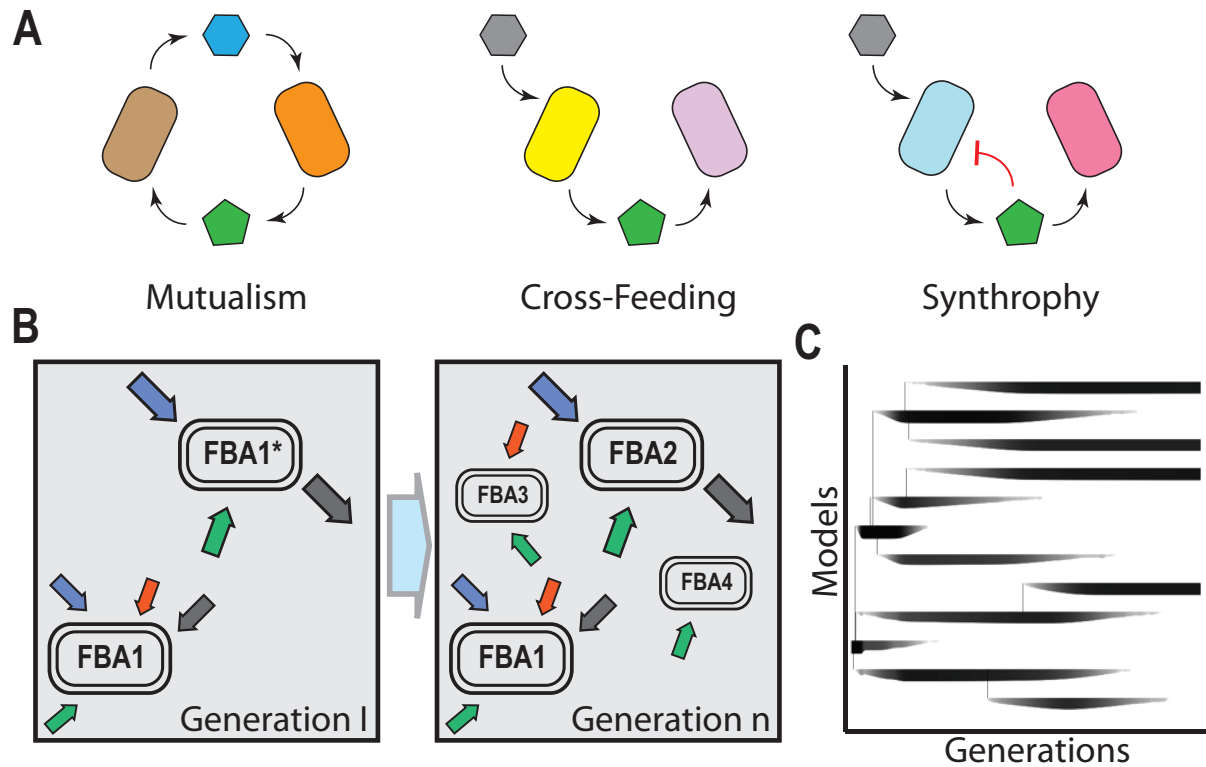 A
Mutualism
Cross-Feeding
Synthrophy
B
FBA1*
FBA1
Generation I
FBA2
FBA3
FBA4
FBA1
Generation n
C
Models
Generations